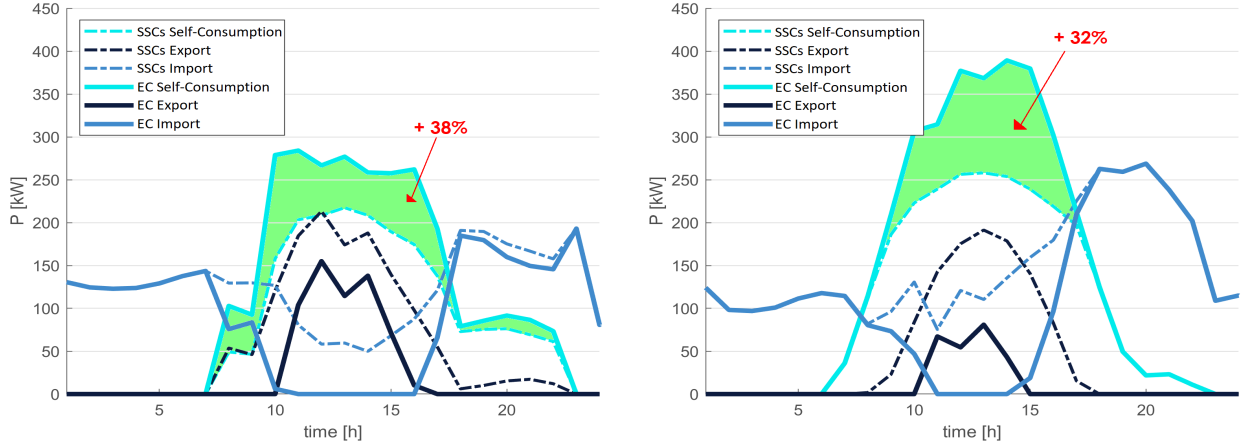 450
400
350
300
250
200
150
100
50
0
P [kW]
SSCs Self-Consumption
SSCs Export
SSCs Import
EC Self-Consumption
EC Export
EC Import
+ 38%
5
10
15
20
time [h]
450
400
350
300
250
200
150
100
50
0
P [kW]
SSCs Self-Consumption
SSCs Export
SSCs Import
EC Self-Consumption
EC Export
EC Import
+ 32%
5
10
15
20
time [h]